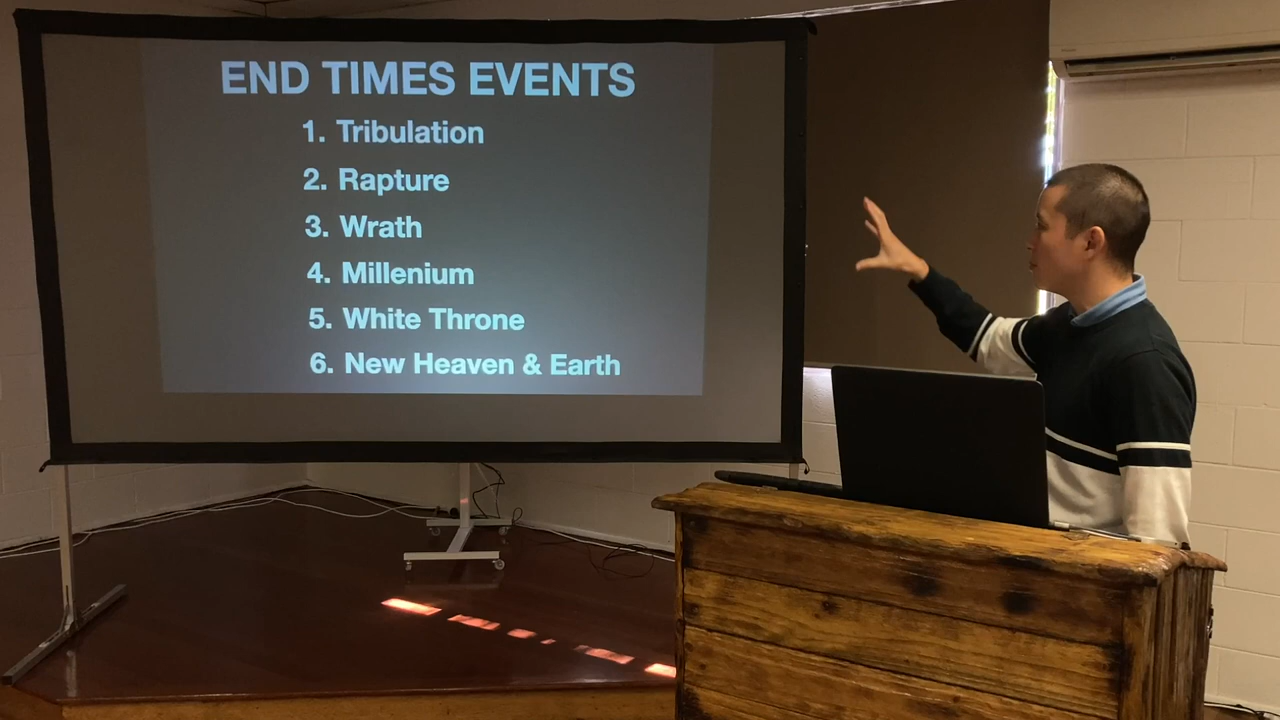 END TIMES EVENTS
1. Tribulation
2. Rapture
3. Wrath
4. Millenium
5. White Throne
6. New Heaven & Earth